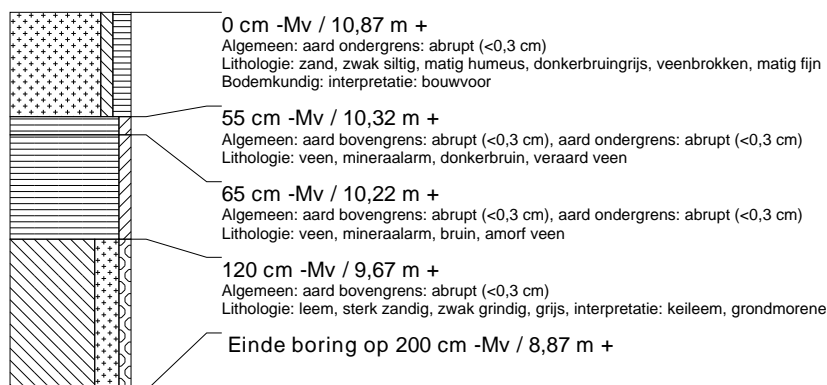 0 cm -Mv / 10,87 m +
Algemeen: aard ondergrens: abrupt (<0,3 cm)
Lithologie: zand, zwak siltig, matig humeus, donkerbruingrijs, veenbrokken, matig fijn
Bodemkundig: interpretatie: bouwvoor
55 cm -Mv / 10,32 m +
Algemeen: aard bovengrens: abrupt (<0,3 cm), aard ondergrens: abrupt (<0,3 cm)
Lithologie: veen, mineraalarm, donkerbruin, veraard veen
65 cm -Mv / 10,22 m +
Algemeen: aard bovengrens: abrupt (<0,3 cm), aard ondergrens: abrupt (<0,3 cm)
Lithologie: veen, mineraalarm, bruin, amorf veen
120 cm -Mv / 9,67 m +
Algemeen: aard bovengrens: abrupt (<0,3 cm)
Lithologie: leem, sterk zandig, zwak grindig, grijs, interpretatie: keileem, grondmorene
Einde boring op 200 cm -Mv / 8,87 m +